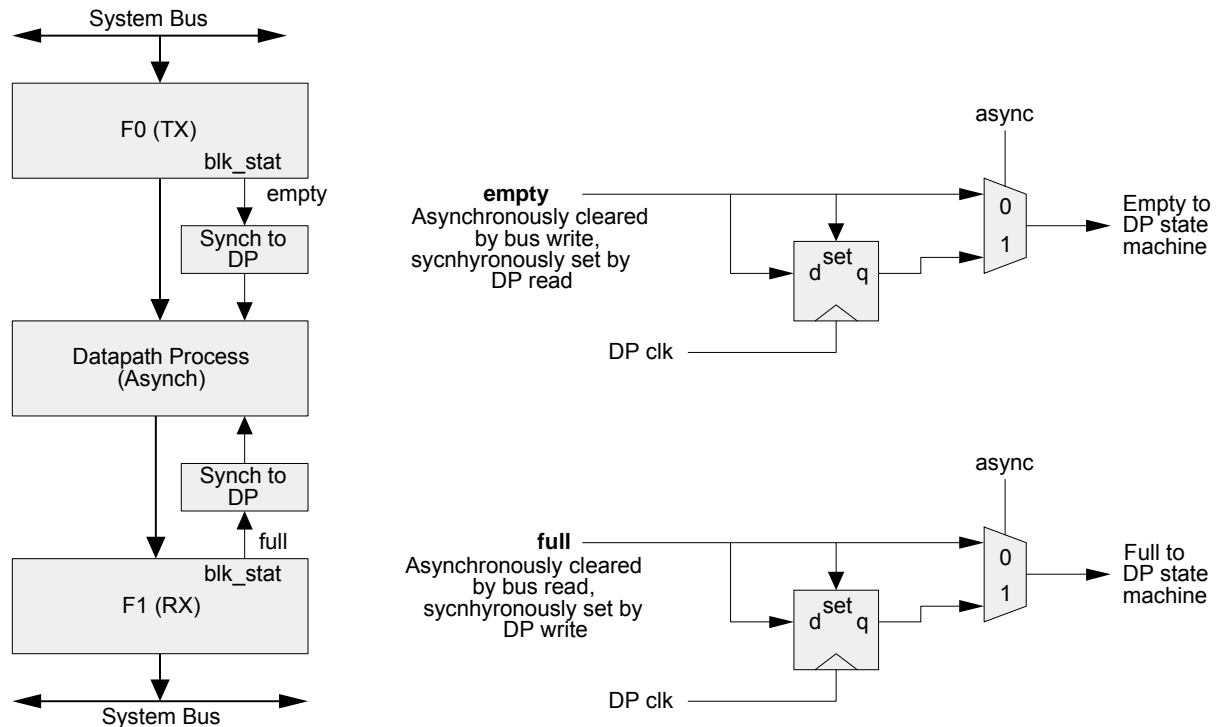 System Bus
F0 (TX)
blk_stat
empty
Synch to
DP
Datapath Process
(Asynch)
Synch to
DP
full
blk_stat
F1 (RX)
System Bus
async
empty
Asynchronously cleared
by bus write,
sycnhyronously set by
DP read
set
d
q
DP clk
0
1
Empty to
DP state
machine
async
full
Asynchronously cleared
by bus read,
sycnhyronously set by
DP write
set
d
q
DP clk
0
1
Full to
DP state
machine